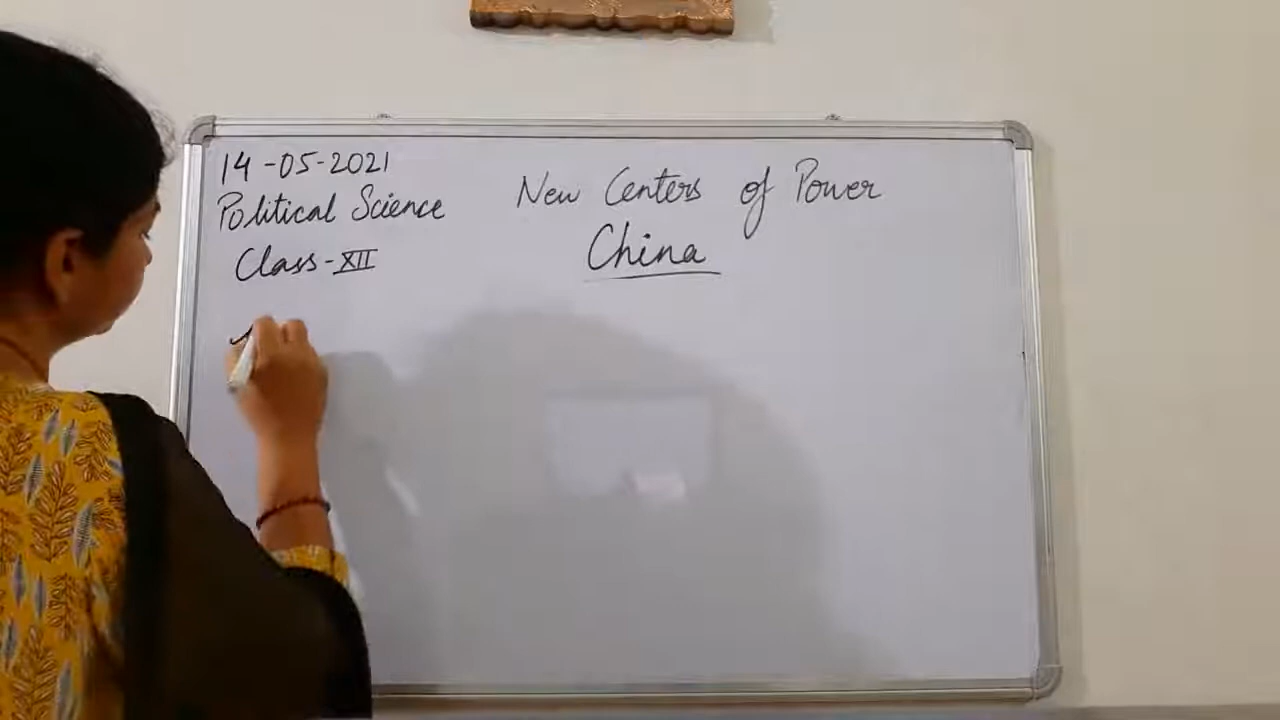 14-05-2021
Political Science
Class-XII
New Centers of Power
China